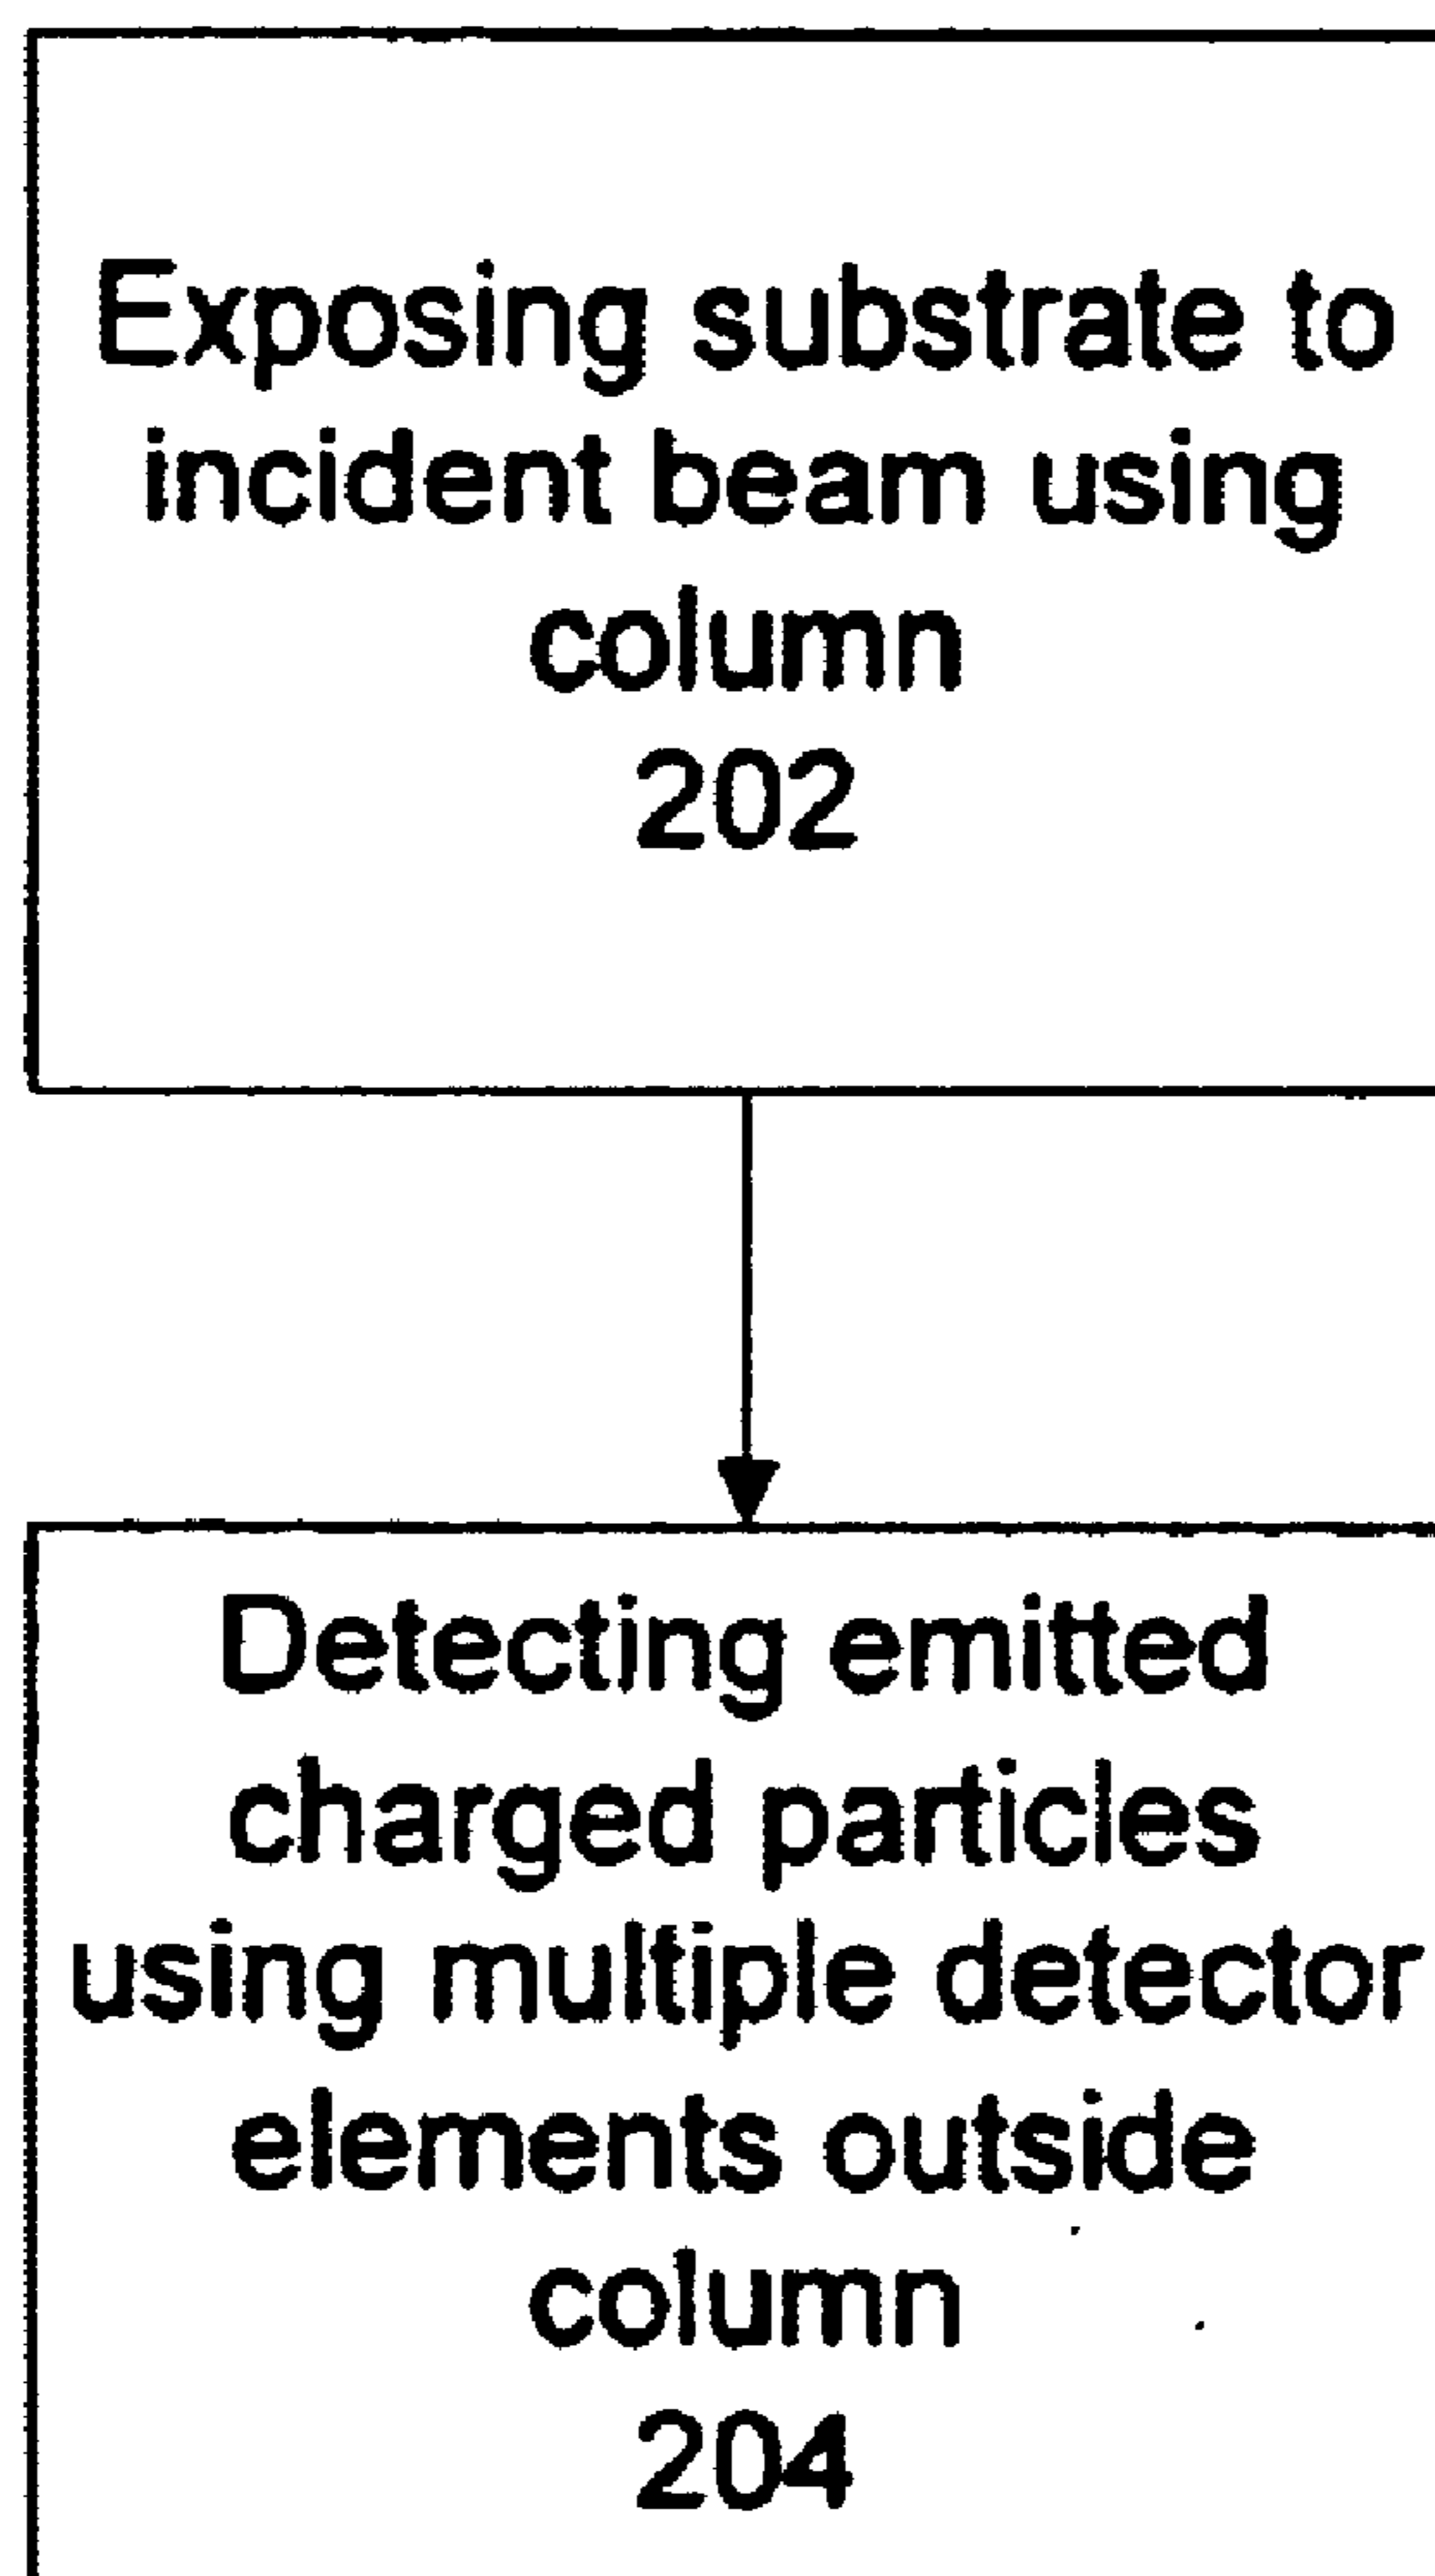 Exposing substrate to
incident beam using
column
202
Detecting emitted
charged particles
using multiple detector
elements outside
column
204